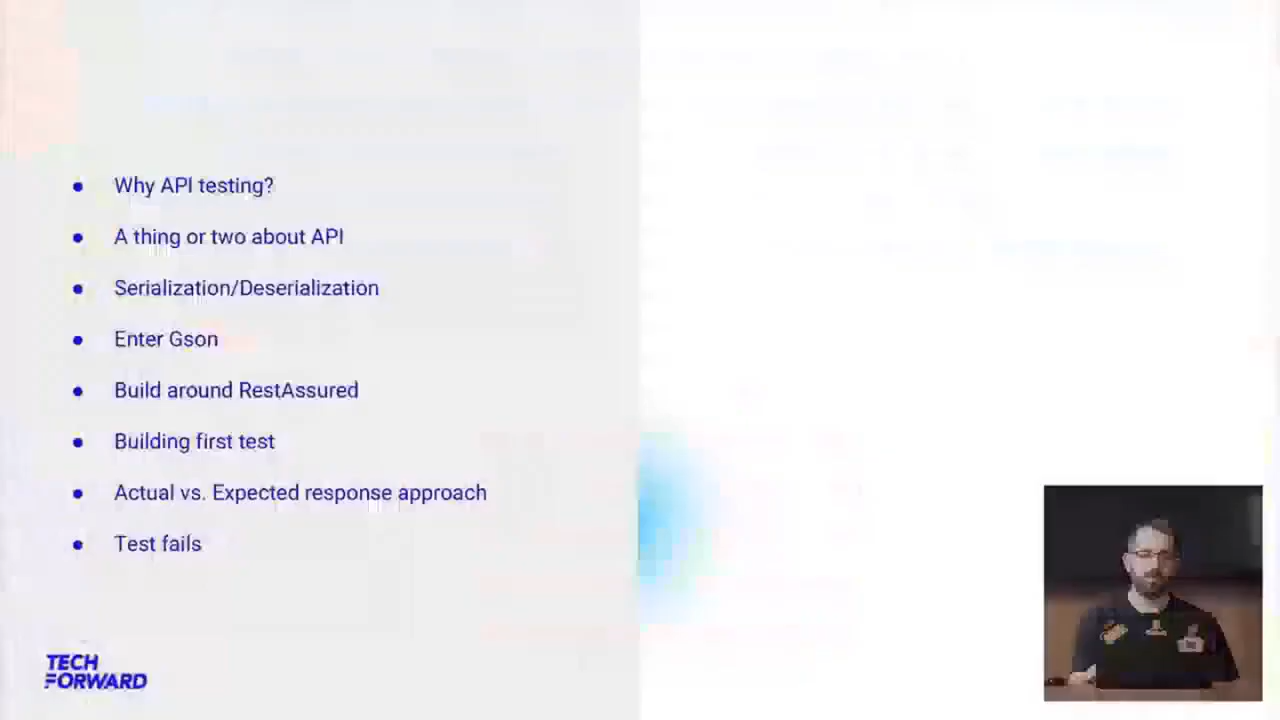 Why API testing?
A thing or two about API
Serialization/Deserialization
Enter Gson
Build around RestAssured
Building first test
Actual vs. Expected response approach
Test fails
TECH
FORWARD